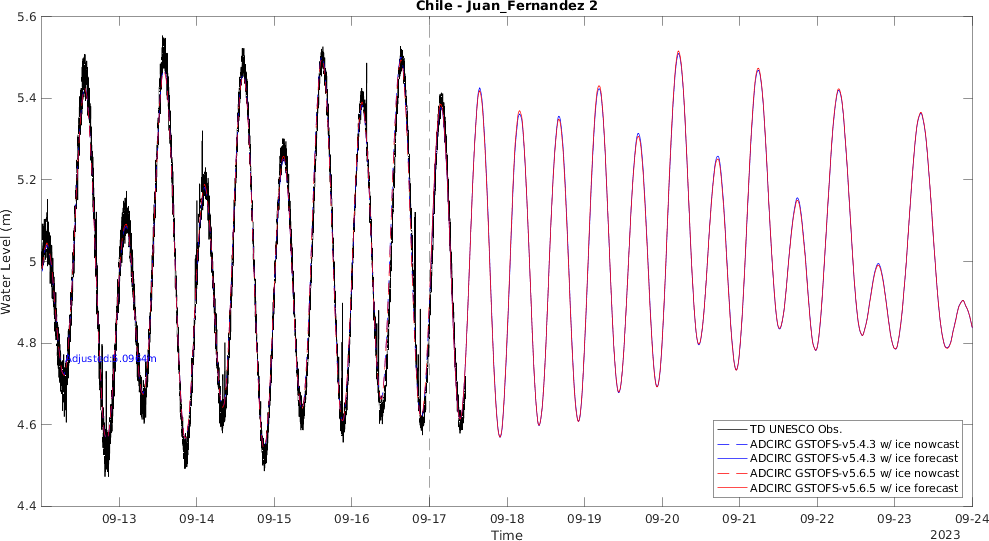 Chile - Juan_Fernandez 2
5.6
5.4
5.2
5
4.8
4.6
4.4
Water Level (m)
TD UNESCO Obs.
ADCIRC GSTOFS-v5.4.3 w/ ice nowcast
ADCIRC GSTOFS-v5.4.3 w/ ice forecast
ADCIRC GSTOFS-v5.6.5 w/ ice nowcast
ADCIRC GSTOFS-v5.6.5 w/ ice forecast
09-13 09-14 09-15 09-16 09-17 09-18 09-19 09-20 09-21 09-22 09-23 09-24
Time
2023